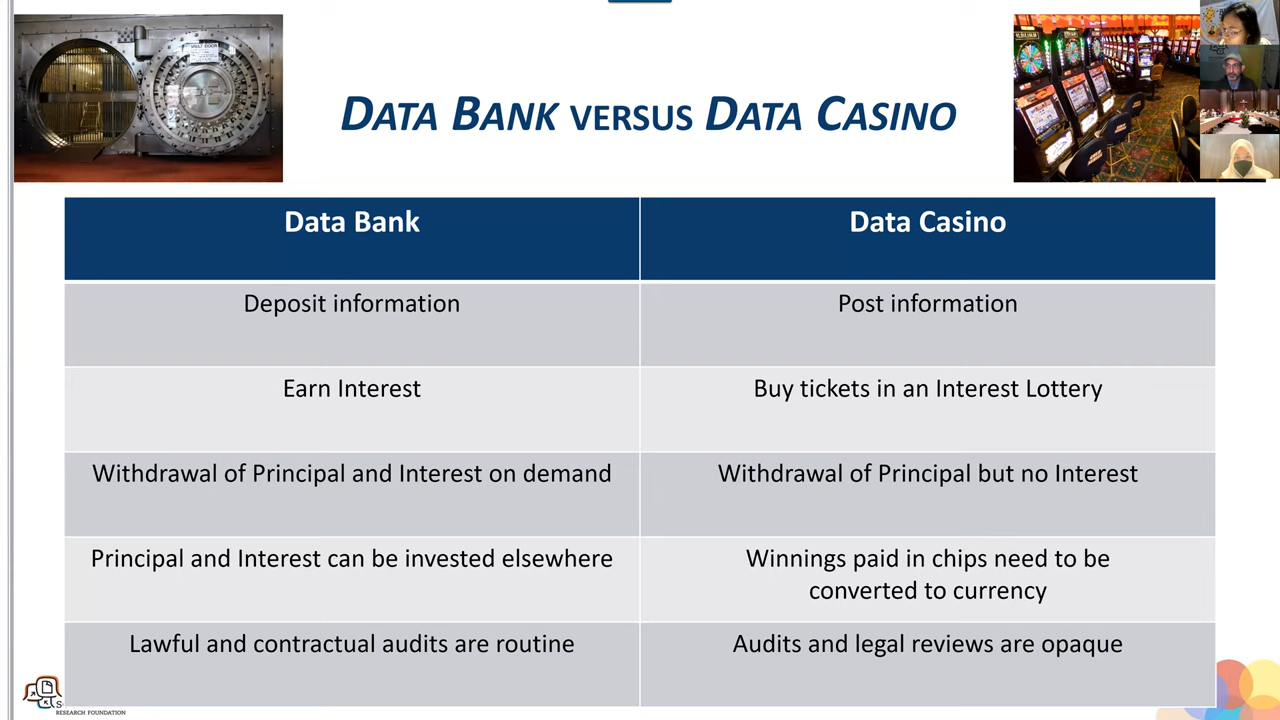 DATA BANK VERSUS DATA CASINO
Data Bank
Data Casino
Deposit information
Post information
Earn Interest
Buy tickets in an Interest Lottery
Withdrawal of Principal and Interest on demand
Withdrawal of Principal but no Interest
Principal and Interest can be invested elsewhere
Winnings paid in chips need to be
converted to currency
Lawful and contractual audits are routine
Audits and legal reviews are opaque
RESEARCH FOUNDATION